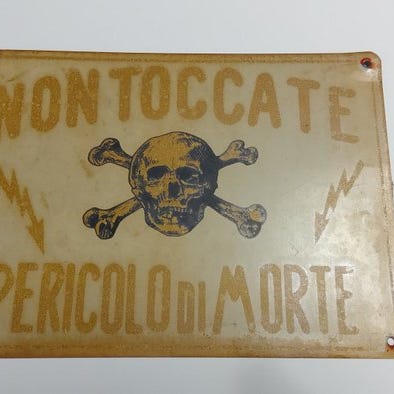 NON TOCCATE
PERICOLO DI MORTE